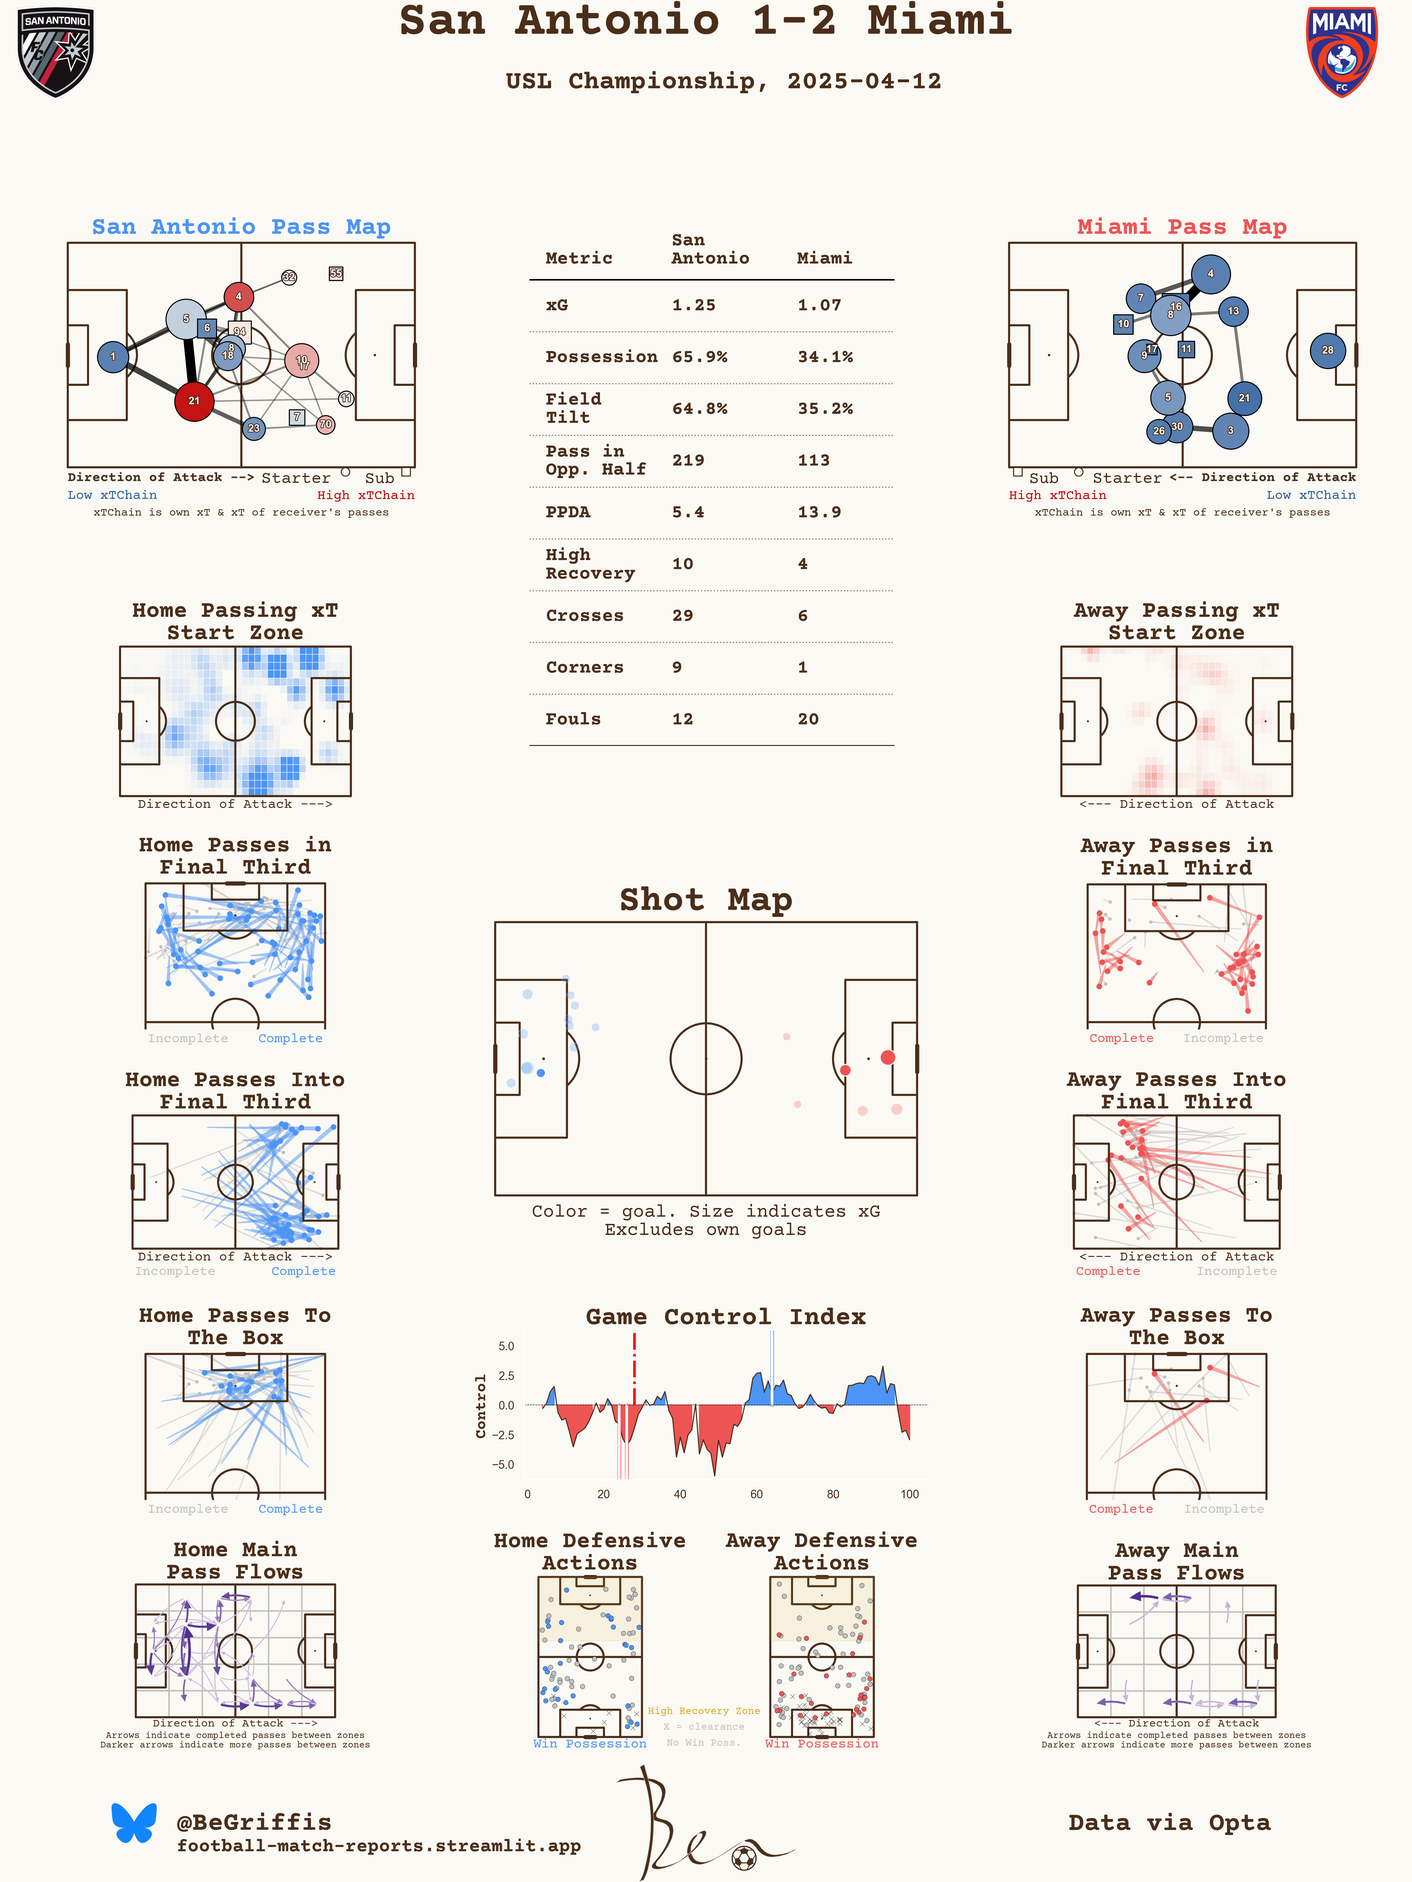 San Antonio 1-2 Miami
USL Championship, 2025-04-12
SAN ANTONIO
FC
MIAMI
FC
San Antonio Pass Map
32
55
4
5
6
94
8
18
1
10
17
21
11
7
70
23
Direction of Attack --> Starter Sub
Low xTChain High xTChain
xTChain is own xT & xT of receiver's passes
Metric San Antonio Miami
xG 1.25 1.07
Possession 65.9% 34.1%
Field Tilt 64.8% 35.2%
Pass in Opp. Half 219 113
PPDA 5.4 13.9
High Recovery 10 4
Crosses 29 6
Corners 9 1
Fouls 12 20
Miami Pass Map
4
7
16
8
13
10
17
11
9
28
5
21
26
30
3
Sub Starter <-- Direction of Attack
High xTChain Low xTChain
xTChain is own xT & xT of receiver's passes
Home Passing xT
Start Zone
Direction of Attack --->
Away Passing xT
Start Zone
<--- Direction of Attack
Home Passes in
Final Third
Incomplete Complete
Away Passes in
Final Third
Complete Incomplete
Shot Map
Color = goal. Size indicates xG
Excludes own goals
Home Passes Into
Final Third
Direction of Attack --->
Incomplete Complete
Away Passes Into
Final Third
<--- Direction of Attack
Complete Incomplete
Home Passes To
The Box
Incomplete Complete
Game Control Index
Control
5.0
2.5
0.0
−2.5
−5.0
0 20 40 60 80 100
Away Passes To
The Box
Complete Incomplete
Home Main
Pass Flows
Direction of Attack --->
Arrows indicate completed passes between zones
Darker arrows indicate more passes between zones
Home Defensive
Actions
Win Possession
Away Defensive
Actions
Win Possession
High Recovery Zone
X = clearance
No Win Poss.
Away Main
Pass Flows
<--- Direction of Attack
Arrows indicate completed passes between zones
Darker arrows indicate more passes between zones
@BeGriffis
football-match-reports.streamlit.app
Ben
Data via Opta